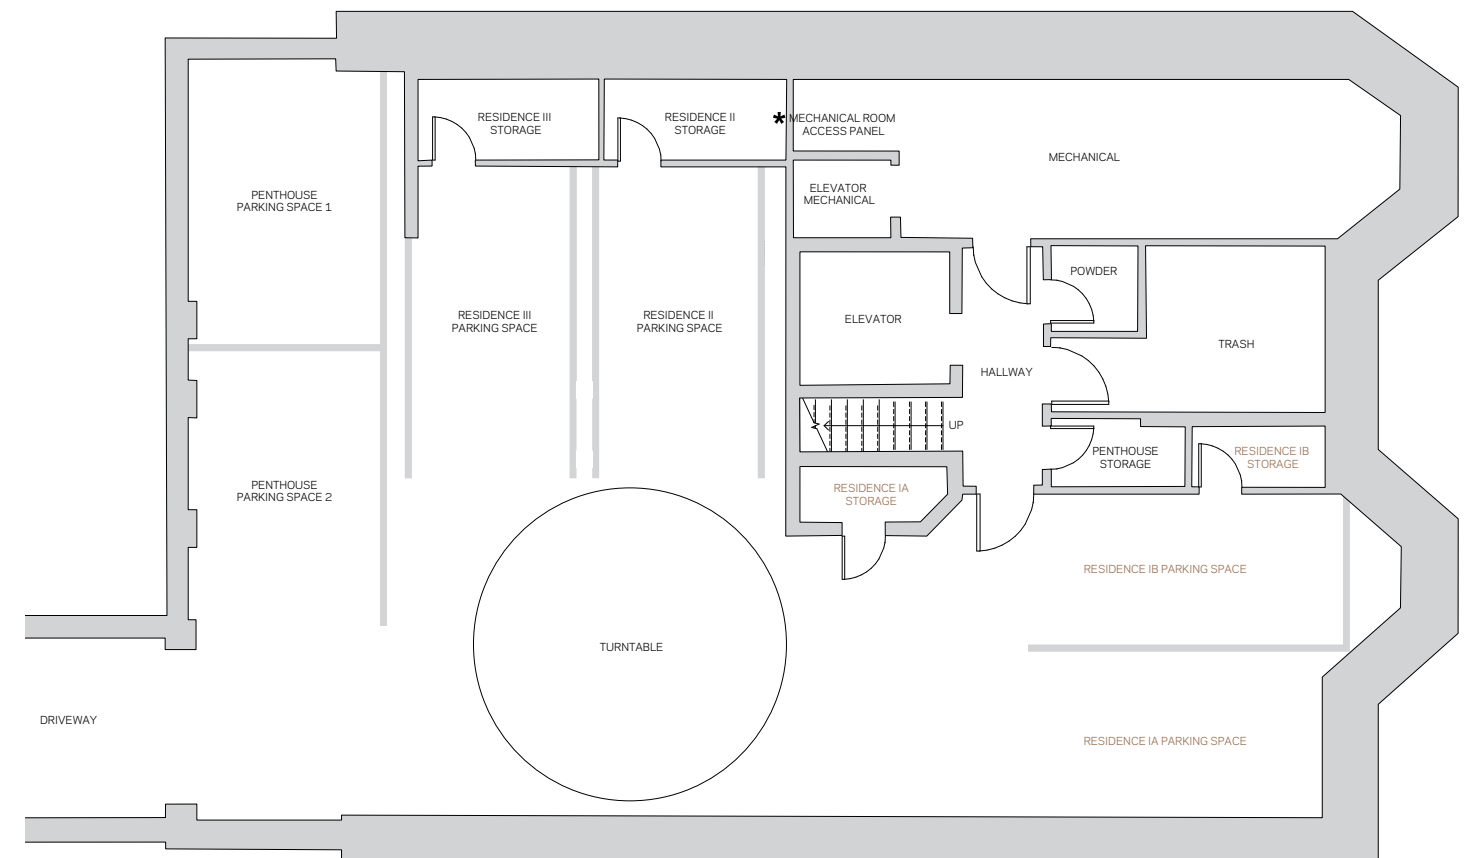 RESIDENCE III
STORAGE
RESIDENCE II
STORAGE
*MECHANICAL ROOM
ACCESS PANEL
MECHANICAL
PENTHOUSE
PARKING SPACE 1
ELEVATOR
MECHANICAL
POWDER
RESIDENCE III
PARKING SPACE
RESIDENCE II
PARKING SPACE
ELEVATOR
TRASH
HALLWAY
UP
PENTHOUSE
STORAGE
RESIDENCE IB
STORAGE
PENTHOUSE
PARKING SPACE 2
RESIDENCE IA
STORAGE
RESIDENCE IB PARKING SPACE
TURNTABLE
DRIVEWAY
RESIDENCE IA PARKING SPACE